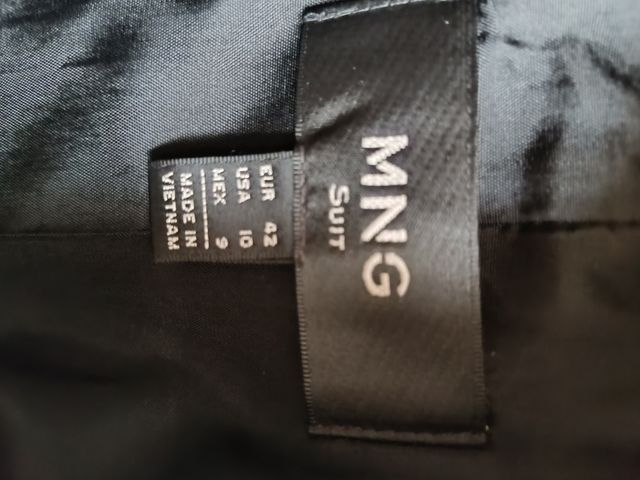 MNG
SUIT
EUR 42
USA 10
MEX 9
MADE IN
VIETNAM